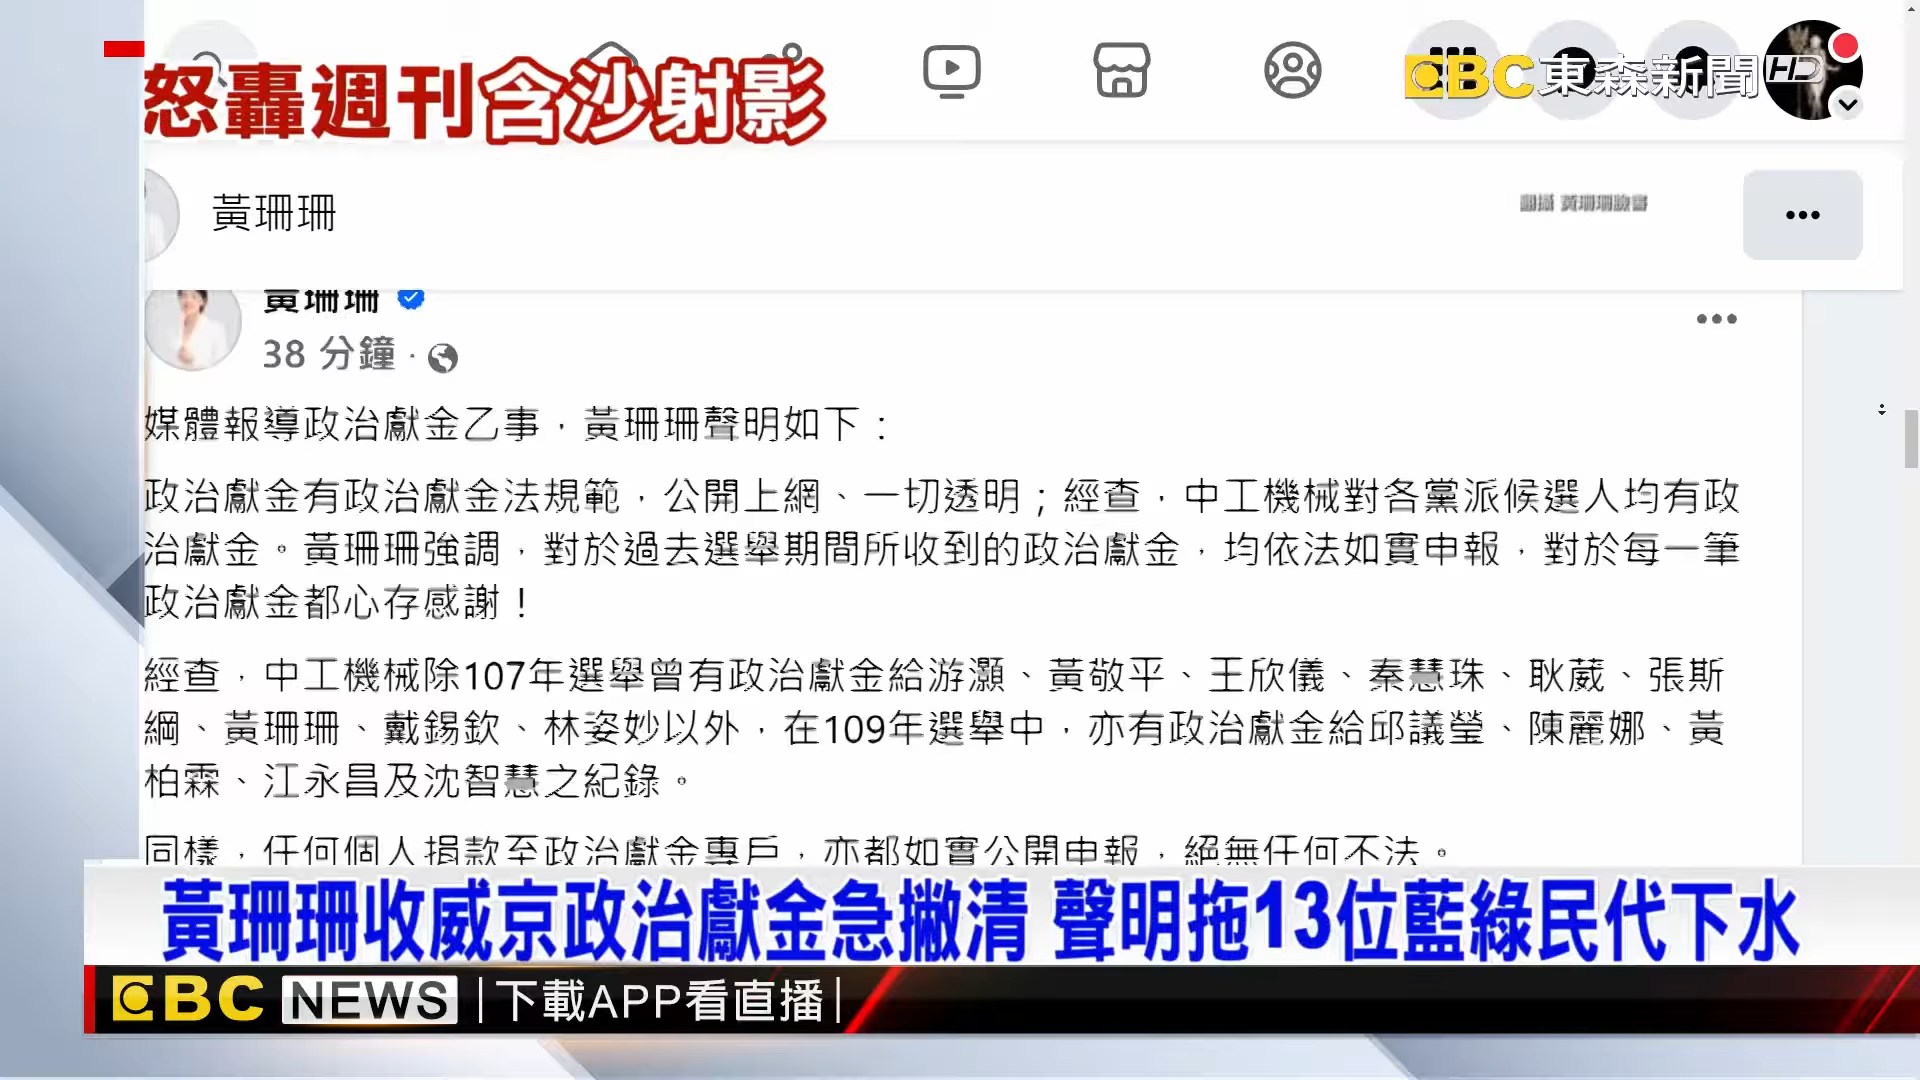 怒轟週刊含沙射影
EBC東森新聞HD
黃珊珊
翻攝 黃珊珊臉書
黃珊珊
38 分鐘 ·
媒體報導政治獻金乙事，黃珊珊聲明如下：
政治獻金有政治獻金法規範，公開上網、一切透明；經查，中工機械對各黨派候選人均有政
治獻金。黃珊珊強調，對於過去選舉期間所收到的政治獻金，均依法如實申報，對於每一筆
政治獻金都心存感謝！
經查，中工機械除107年選舉曾有政治獻金給游灝、黃敬平、王欣儀、秦慧珠、耿葳、張斯
綱、黃珊珊、戴錫欽、林姿妙以外，在109年選舉中，亦有政治獻金給邱議瑩、陳麗娜、黃
柏霖、江永昌及沈智慧之紀錄。
同樣，任何個人捐款至政治獻金專戶，亦都如實公開申報，絕無任何不法。
黃珊珊收威京政治獻金急撇清 聲明拖13位藍綠民代下水
EBC NEWS |下載APP看直播|